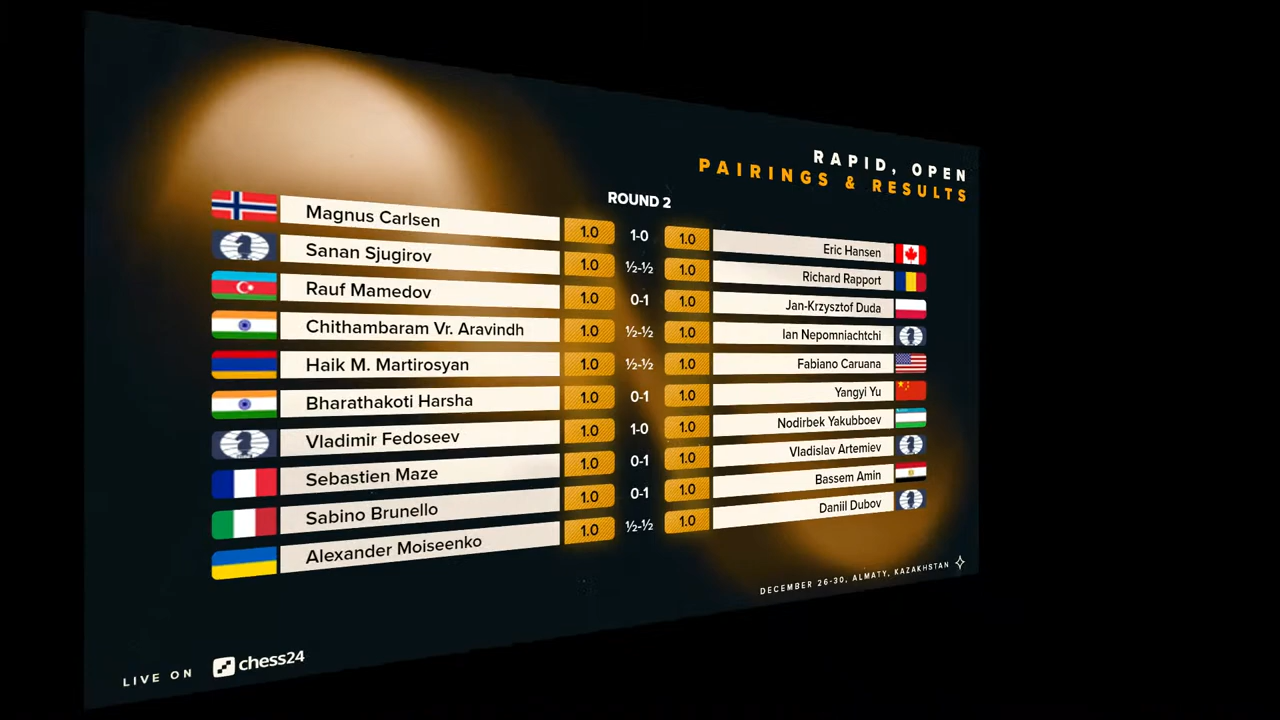 RAPID, OPEN
PAIRINGS & RESULTS
ROUND 2
Magnus Carlsen 1.0 1-0 1.0 Eric Hansen
Sanan Sjugirov 1.0 ½-½ 1.0 Richard Rapport
Rauf Mamedov 1.0 0-1 1.0 Jan-Krzysztof Duda
Chithambaram Vr. Aravindh 1.0 ½-½ 1.0 Ian Nepomniachtchi
Haik M. Martirosyan 1.0 ½-½ 1.0 Fabiano Caruana
Bharathakoti Harsha 1.0 0-1 1.0 Yangyi Yu
Vladimir Fedoseev 1.0 1-0 1.0 Nodirbek Yakubboev
Sebastien Maze 1.0 0-1 1.0 Vladislav Artemiev
Sabino Brunello 1.0 0-1 1.0 Bassem Amin
Alexander Moiseenko 1.0 ½-½ 1.0 Daniil Dubov
DECEMBER 26-30, ALMATY, KAZAKHSTAN
LIVE ON chess24